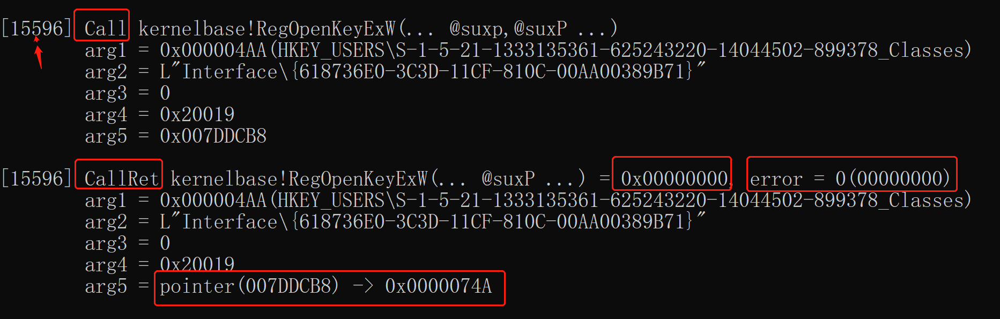 [15596] Call kernelbase!RegOpenKeyExW(... @suxp,@suxP ...)
arg1 = 0x000004AA(HKEY_USERS\S-1-5-21-1333135361-625243220-14044502-899378_Classes)
arg2 = L"Interface\{618736E0-3C3D-11CF-810C-00AA00389B71}"
arg3 = 0
arg4 = 0x20019
arg5 = 0x007DDCB8
[15596] CallRet kernelbase!RegOpenKeyExW(... @suxP ...) = 0x00000000, error = 0(00000000)
arg1 = 0x000004AA(HKEY_USERS\S-1-5-21-1333135361-625243220-14044502-899378_Classes)
arg2 = L"Interface\{618736E0-3C3D-11CF-810C-00AA00389B71}"
arg3 = 0
arg4 = 0x20019
arg5 = pointer(007DDCB8) -> 0x0000074A